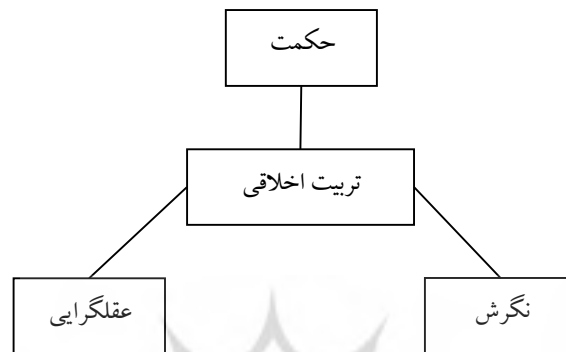 حکمت
تربیت اخلاقی
نگرش
عقلگرایی